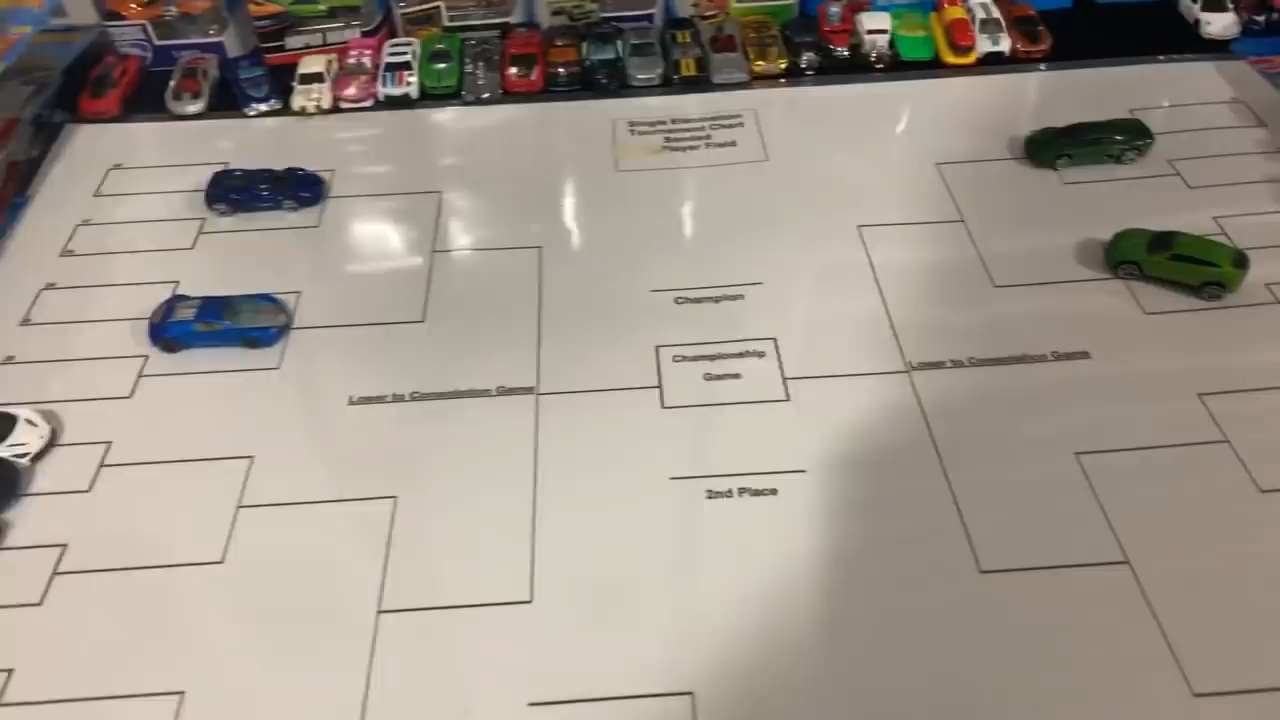 Single Elimination
Tournament Chart
Seeded
Player Field
Champion
Championship
Game
Loser to Consolation Game
Loser to Consolation Game
2nd Place